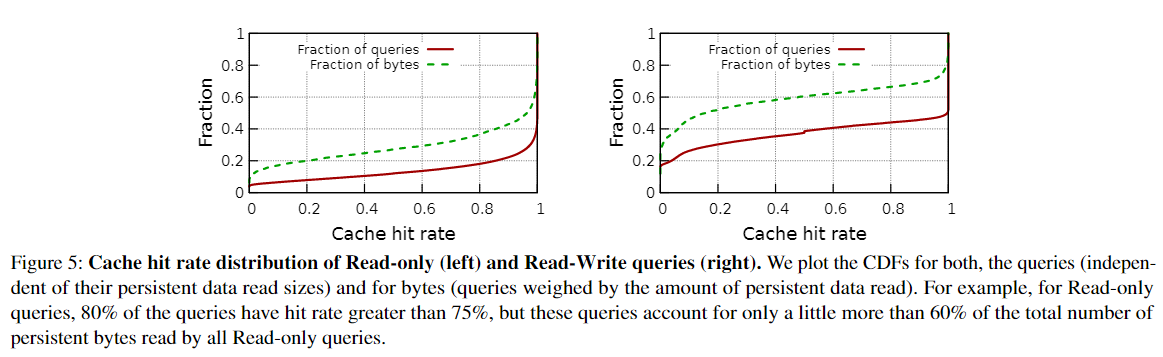 1
0.8
0.6
0.4
0.2
0
Fraction
Fraction of queries
Fraction of bytes
0 0.2 0.4 0.6 0.8 1
Cache hit rate
1
0.8
0.6
0.4
0.2
0
Fraction
Fraction of queries
Fraction of bytes
0 0.2 0.4 0.6 0.8 1
Cache hit rate
Figure 5: Cache hit rate distribution of Read-only (left) and Read-Write queries (right). We plot the CDFs for both, the queries (indepen-
dent of their persistent data read sizes) and for bytes (queries weighed by the amount of persistent data read). For example, for Read-only
queries, 80% of the queries have hit rate greater than 75%, but these queries account for only a little more than 60% of the total number of
persistent bytes read by all Read-only queries.